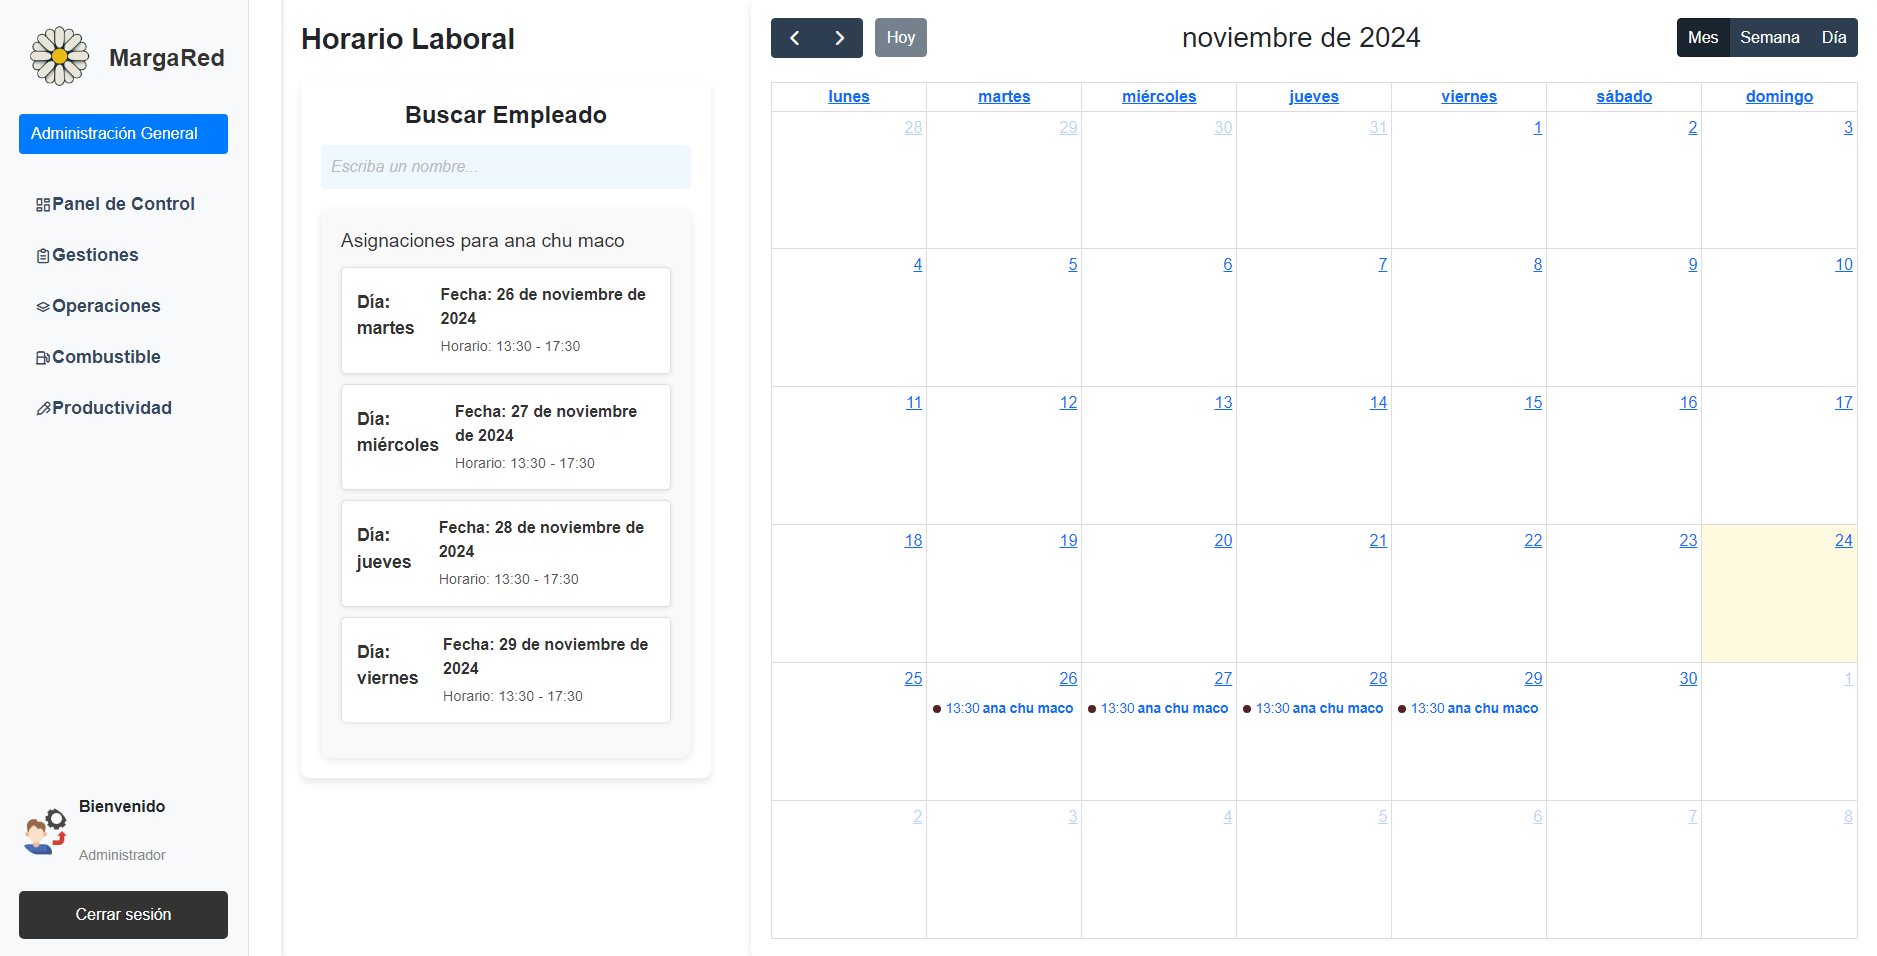 MargaRed
Administración General
Panel de Control
Gestiones
Operaciones
Combustible
Productividad
Bienvenido
Administrador
Cerrar sesión
Horario Laboral
Buscar Empleado
Escriba un nombre...
Asignaciones para ana chu maco
Día:
martes
Fecha: 26 de noviembre de
2024
Horario: 13:30 - 17:30
Día:
miércoles
Fecha: 27 de noviembre
de 2024
Horario: 13:30 - 17:30
Día:
jueves
Fecha: 28 de noviembre de
2024
Horario: 13:30 - 17:30
Día:
viernes
Fecha: 29 de noviembre de
2024
Horario: 13:30 - 17:30
Hoy
noviembre de 2024
Mes Semana Día
lunes martes miércoles jueves viernes sábado domingo
28 29 30 31 1 2 3
4 5 6 7 8 9 10
11 12 13 14 15 16 17
18 19 20 21 22 23 24
25 26 27 28 29 30 1
13:30 ana chu maco 13:30 ana chu maco 13:30 ana chu maco 13:30 ana chu maco
2 3 4 5 6 7 8